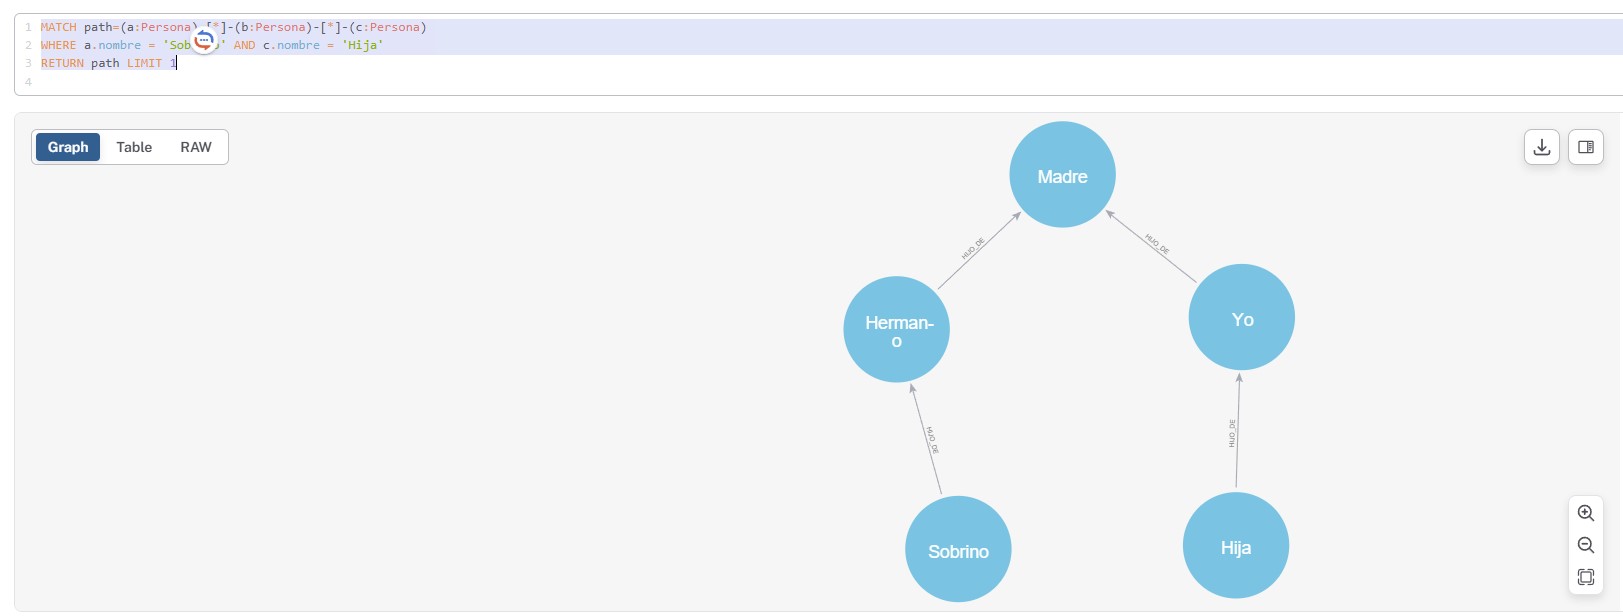 1 MATCH path=(a:Persona)-[*]-(b:Persona)-[*]-(c:Persona)
2 WHERE a.nombre = 'Sob o' AND c.nombre = 'Hija'
3 RETURN path LIMIT 1
4
Graph Table RAW
Madre
HIJO_DE
HIJO_DE
Herman-
o
Yo
HIJO_DE
HIJO_DE
Sobrino
Hija